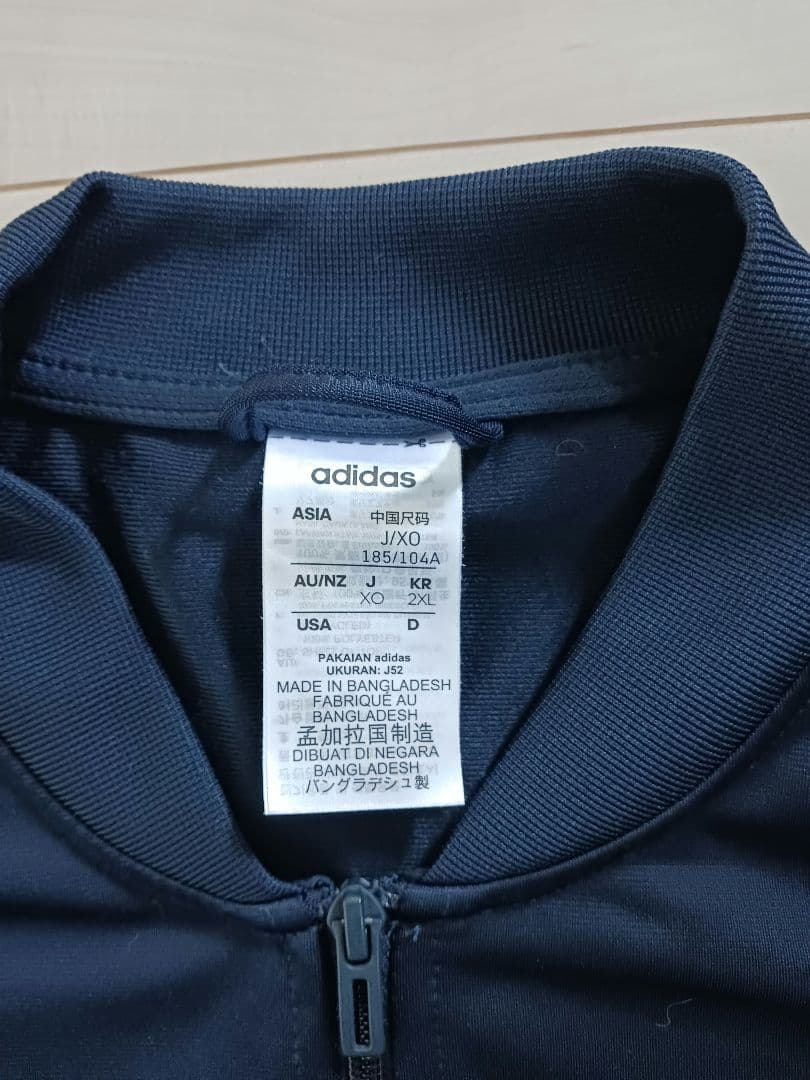 adidas
ASIA 中国尺码
J/XO
185/104A
AU/NZ J KR
XO 2XL
USA D
PAKAIAN adidas
UKURAN: J52
MADE IN BANGLADESH
FABRIQUÉ AU
BANGLADESH
孟加拉国制造
DIBUAT DI NEGARA
BANGLADESH
バングラデシュ製